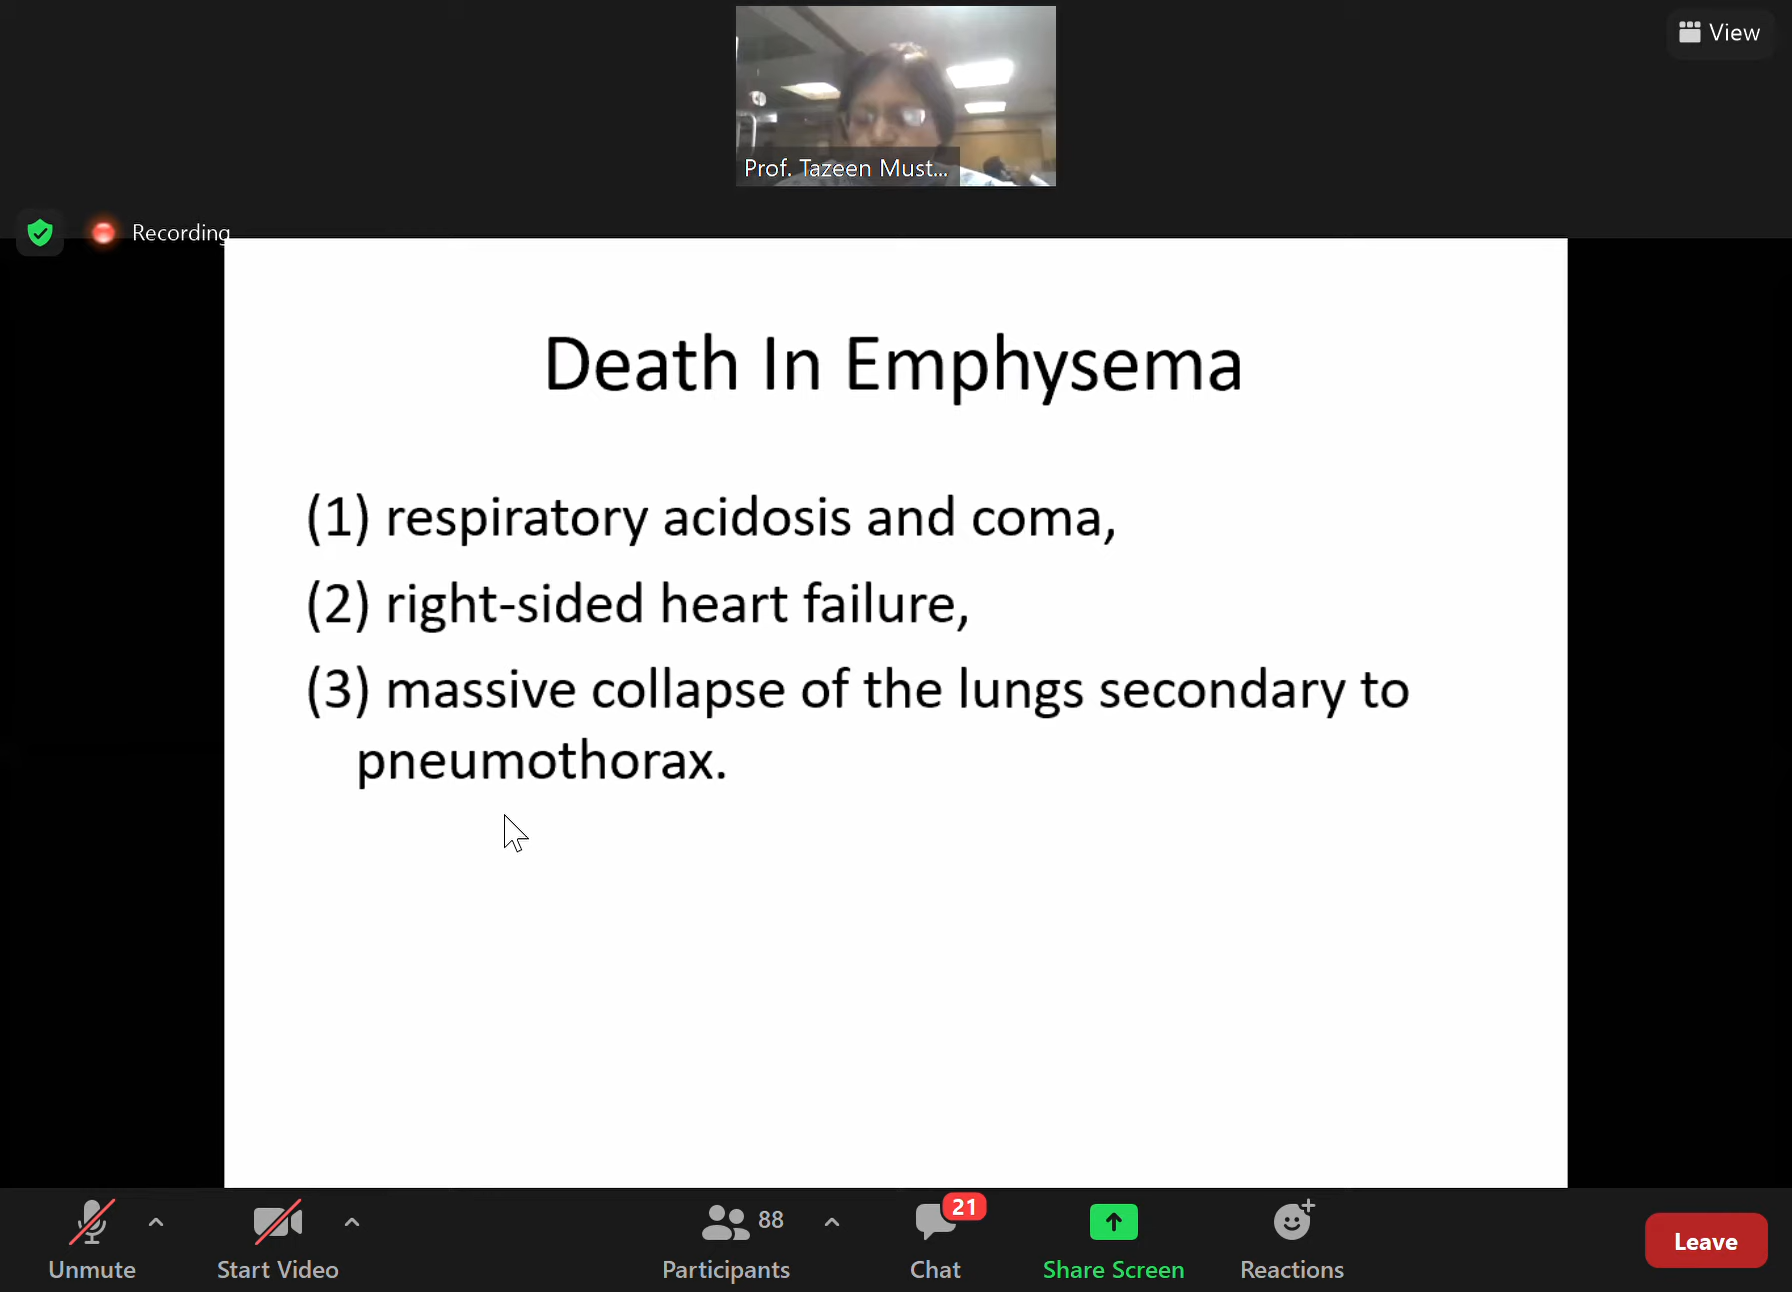 View
Prof. Tazeen Must...
Recording
Death In Emphysema
(1) respiratory acidosis and coma,
(2) right-sided heart failure,
(3) massive collapse of the lungs secondary to
pneumothorax.
88
21
Unmute
Start Video
Participants
Chat
Share Screen
Reactions
Leave